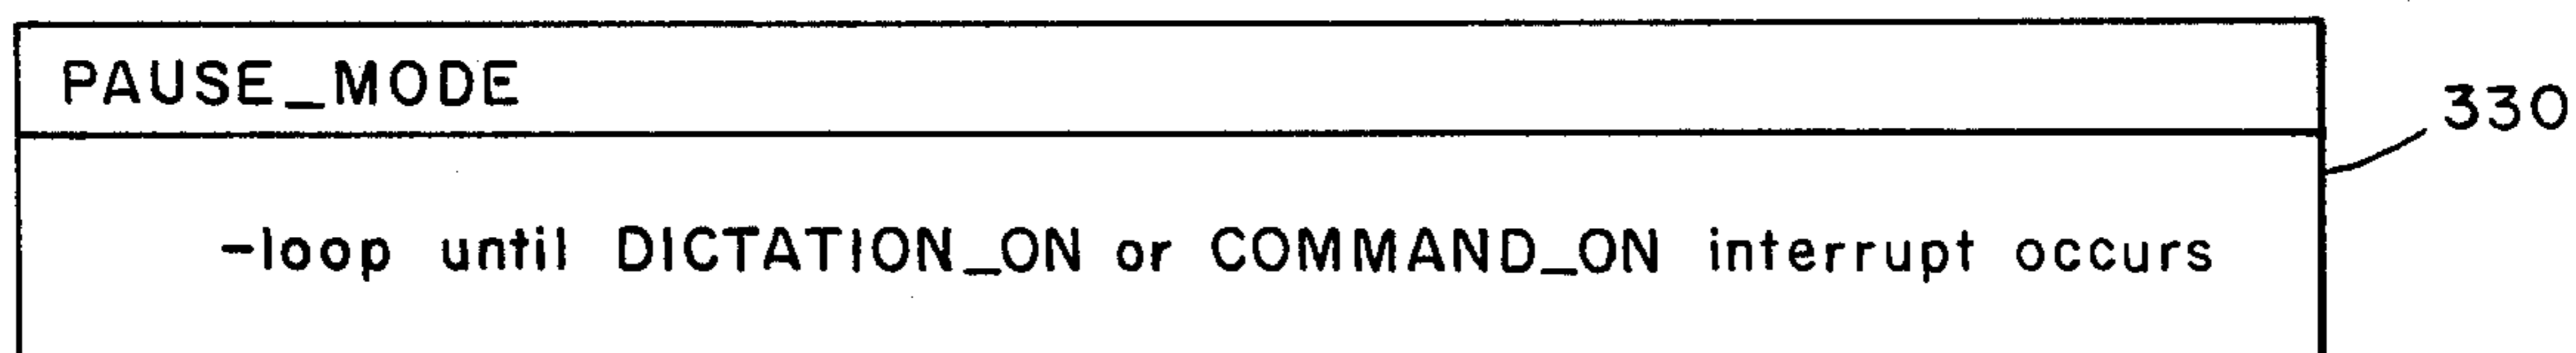 PAUSE_MODE
330
-loop until DICTATION_ON or COMMAND_ON interrupt occurs